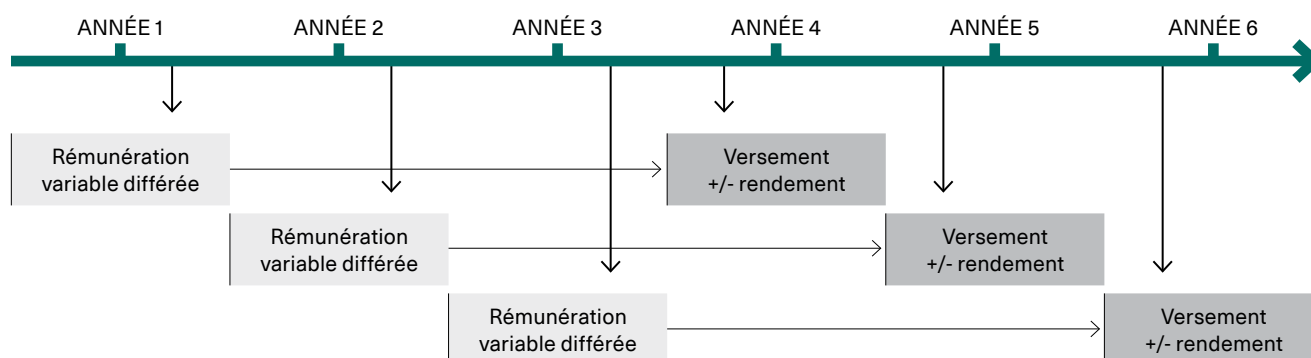 ANNÉE 1
ANNÉE 2
ANNÉE 3
ANNÉE 4
ANNÉE 5
ANNÉE 6
Rémunération
variable différée
Versement
+/- rendement
Rémunération
variable différée
Versement
+/- rendement
Rémunération
variable différée
Versement
+/- rendement